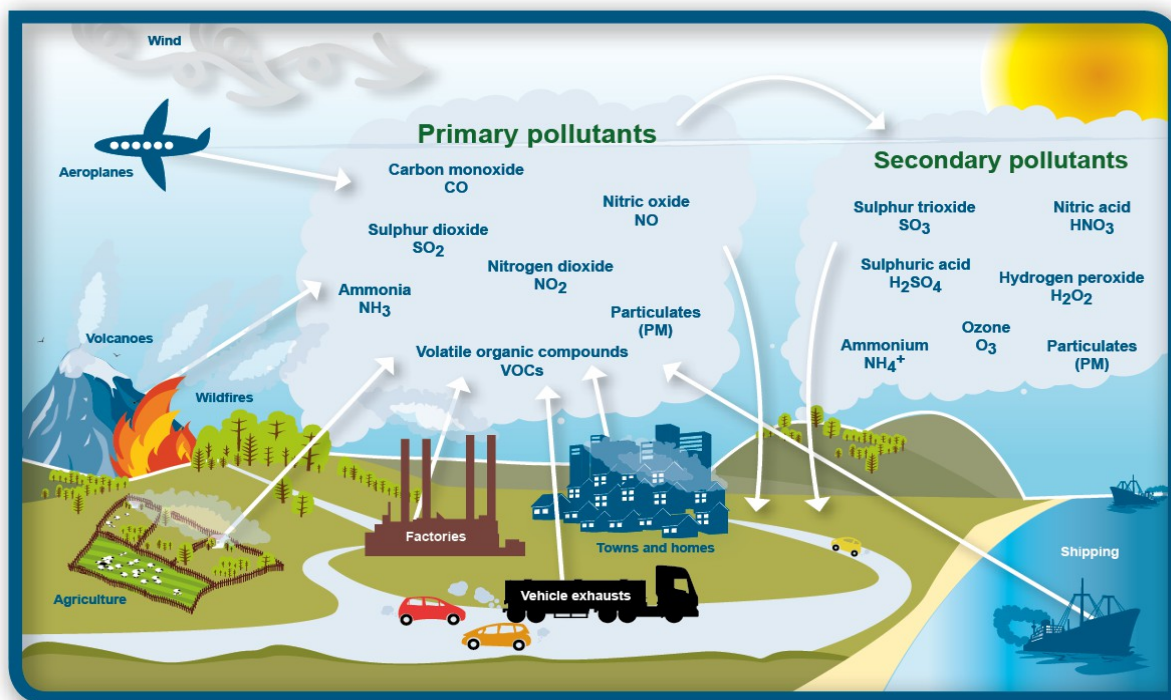 Wind
Aeroplanes
Primary pollutants
Carbon monoxide
CO
Nitric oxide
NO
Sulphur dioxide
SO2
Nitrogen dioxide
NO2
Ammonia
NH3
Particulates
(PM)
Volatile organic compounds
VOCs
Secondary pollutants
Sulphur trioxide
SO3
Nitric acid
HNO3
Sulphuric acid
H2SO4
Hydrogen peroxide
H2O2
Ozone
O3
Ammonium
NH4+
Particulates
(PM)
Volcanoes
Wildfires
Agriculture
Factories
Towns and homes
Vehicle exhausts
Shipping